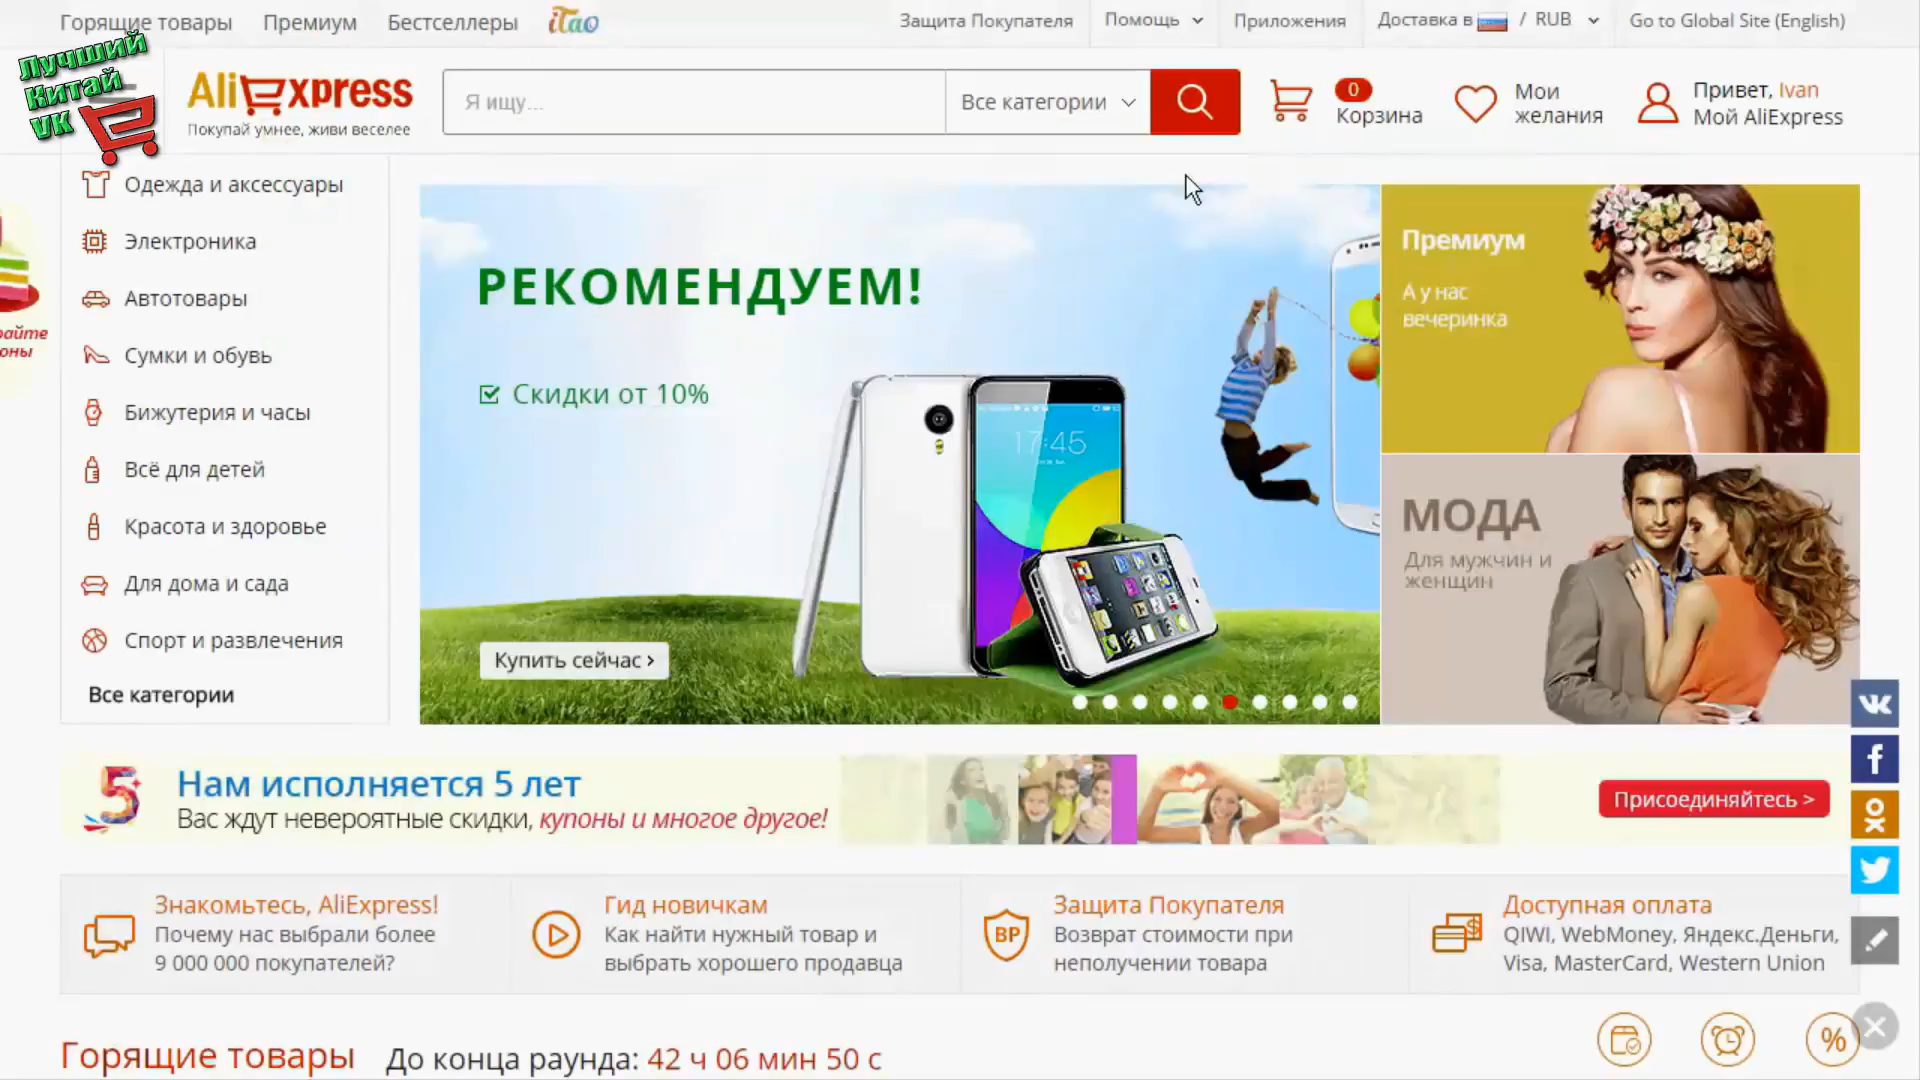 Горящие товары
Премиум
Бестселлеры
iTao
Защита Покупателя
Помощь
Приложения
Доставка в / RUB
Go to Global Site (English)
Лучший
Китай
VK
AliExpress
Покупай умнее, живи веселее
Я ищу...
Все категории
0
Корзина
Мои
желания
Привет, Ivan
Мой AliExpress
Одежда и аксессуары
Электроника
Автотовары
Сумки и обувь
Бижутерия и часы
Всё для детей
Красота и здоровье
Для дома и сада
Спорт и развлечения
Все категории
РЕКОМЕНДУЕМ!
Скидки от 10%
17:45
Купить сейчас >
Премиум
А у нас
вечеринка
МОДА
Для мужчин и
женщин
5
Нам исполняется 5 лет
Вас ждут невероятные скидки, купоны и многое другое!
Присоединяйтесь >
Знакомьтесь, AliExpress!
Почему нас выбрали более
9 000 000 покупателей?
Гид новичкам
Как найти нужный товар и
выбрать хорошего продавца
BP
Защита Покупателя
Возврат стоимости при
неполучении товара
Доступная оплата
QIWI, WebMoney, Яндекс.Деньги,
Visa, MasterCard, Western Union
Горящие товары
До конца раунда: 42 ч 06 мин 50 с
%